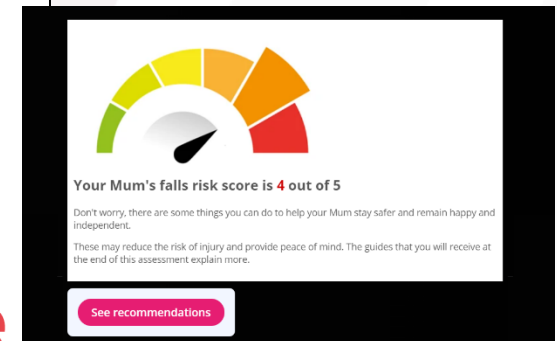 Your Mum's falls risk score is 4 out of 5
Don't worry, there are some things you can do to help your Mum stay safer and remain happy and
independent.
These may reduce the risk of injury and provide peace of mind. The guides that you will receive at
the end of this assessment explain more.
See recommendations
e